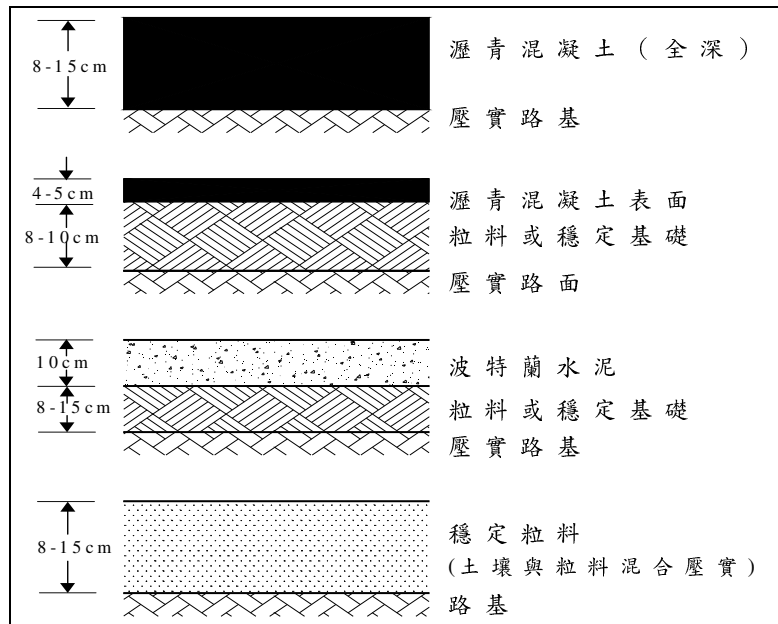 8-15cm
瀝青混凝土(全深)
壓實路基
4-5cm
瀝青混凝土表面
8-10cm
粒料或穩定基礎
壓實路面
10cm
波特蘭水泥
8-15cm
粒料或穩定基礎
壓實路基
8-15cm
穩定粒料
(土壤與粒料混合壓實)
路基